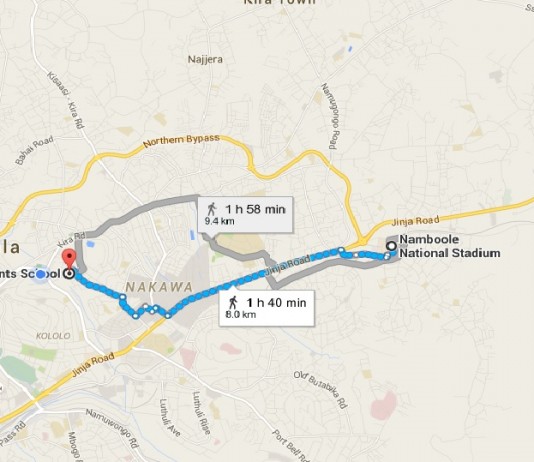 Kira Town
Najjera
Kisaasi - Kira Rd
Namugongo Road
Bahai Road
Northern Bypass
1 h 58 min
9.4 km
Jinja Road
Kira Rd
la
Namboole
National Stadium
Jinja Road
nts School
NAKAWA
1 h 40 min
8.0 km
KOLOLO
Jinja Road
Old Butabika Rd
Luthuli Ave
Luthuli Rise
Namuwongo Rd
Port Bell Rd
Pass Rd
Mbogo